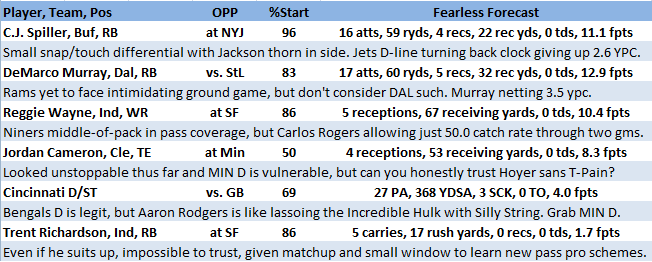 Player, Team, Pos OPP %Start Fearless Forecast
C.J. Spiller, Buf, RB at NYJ 96 16 atts, 59 ryds, 4 recs, 22 rec yds, 0 tds, 11.1 fpts
Small snap/touch differential with Jackson thorn in side. Jets D-line turning back clock giving up 2.6 YPC.
DeMarco Murray, Dal, RB vs. StL 83 17 atts, 60 ryds, 5 recs, 32 rec yds, 0 tds, 12.9 fpts
Rams yet to face intimidating ground game, but don't consider DAL such. Murray netting 3.5 ypc.
Reggie Wayne, Ind, WR at SF 86 5 receptions, 67 receiving yards, 0 tds, 10.4 fpts
Niners middle-of-pack in pass coverage, but Carlos Rogers allowing just 50.0 catch rate through two gms.
Jordan Cameron, Cle, TE at Min 50 4 receptions, 53 receiving yards, 0 tds, 8.3 fpts
Looked unstoppable thus far and MIN D is vulnerable, but can you honestly trust Hoyer sans T-Pain?
Cincinnati D/ST vs. GB 69 27 PA, 368 YDSA, 3 SCK, 0 TO, 4.0 fpts
Bengals D is legit, but Aaron Rodgers is like lassoing the Incredible Hulk with Silly String. Grab MIN D.
Trent Richardson, Ind, RB at SF 86 5 carries, 17 rush yards, 0 recs, 0 tds, 1.7 fpts
Even if he suits up, impossible to trust, given matchup and small window to learn new pass pro schemes.